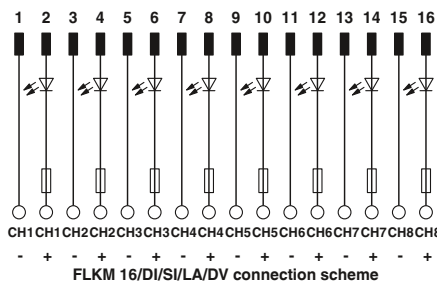 1 2 3 4 5 6 7 8 9 10 11 12 13 14 15 16
CH1 CH1 CH2 CH2 CH3 CH3 CH4 CH4 CH5 CH5 CH6 CH6 CH7 CH7 CH8 CH8
- + - + - + - + - + - + - + - +
FLKM 16/DI/SI/LA/DV connection scheme